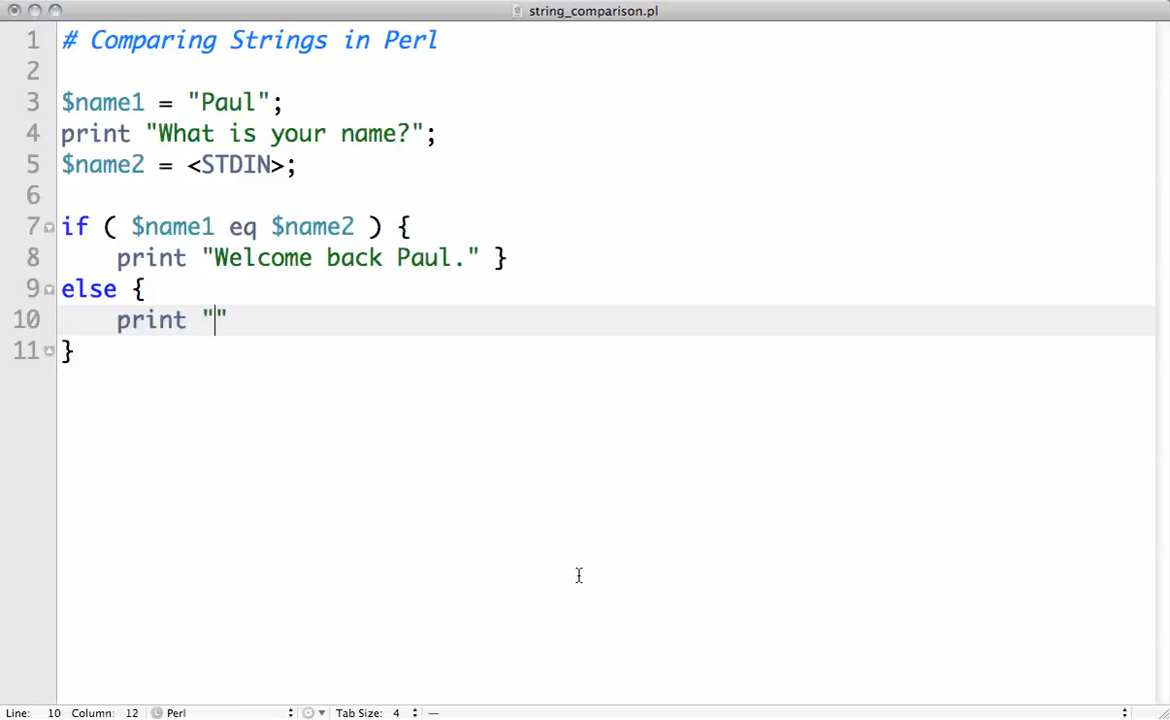 string_comparison.pl
1 # Comparing Strings in Perl
2
3 $name1 = "Paul";
4 print "What is your name?";
5 $name2 = <STDIN>;
6
7 if ( $name1 eq $name2 ) {
8     print "Welcome back Paul." }
9 else {
10     print ""
11 }
Line: 10 Column: 12 L Perl Tab Size: 4 —